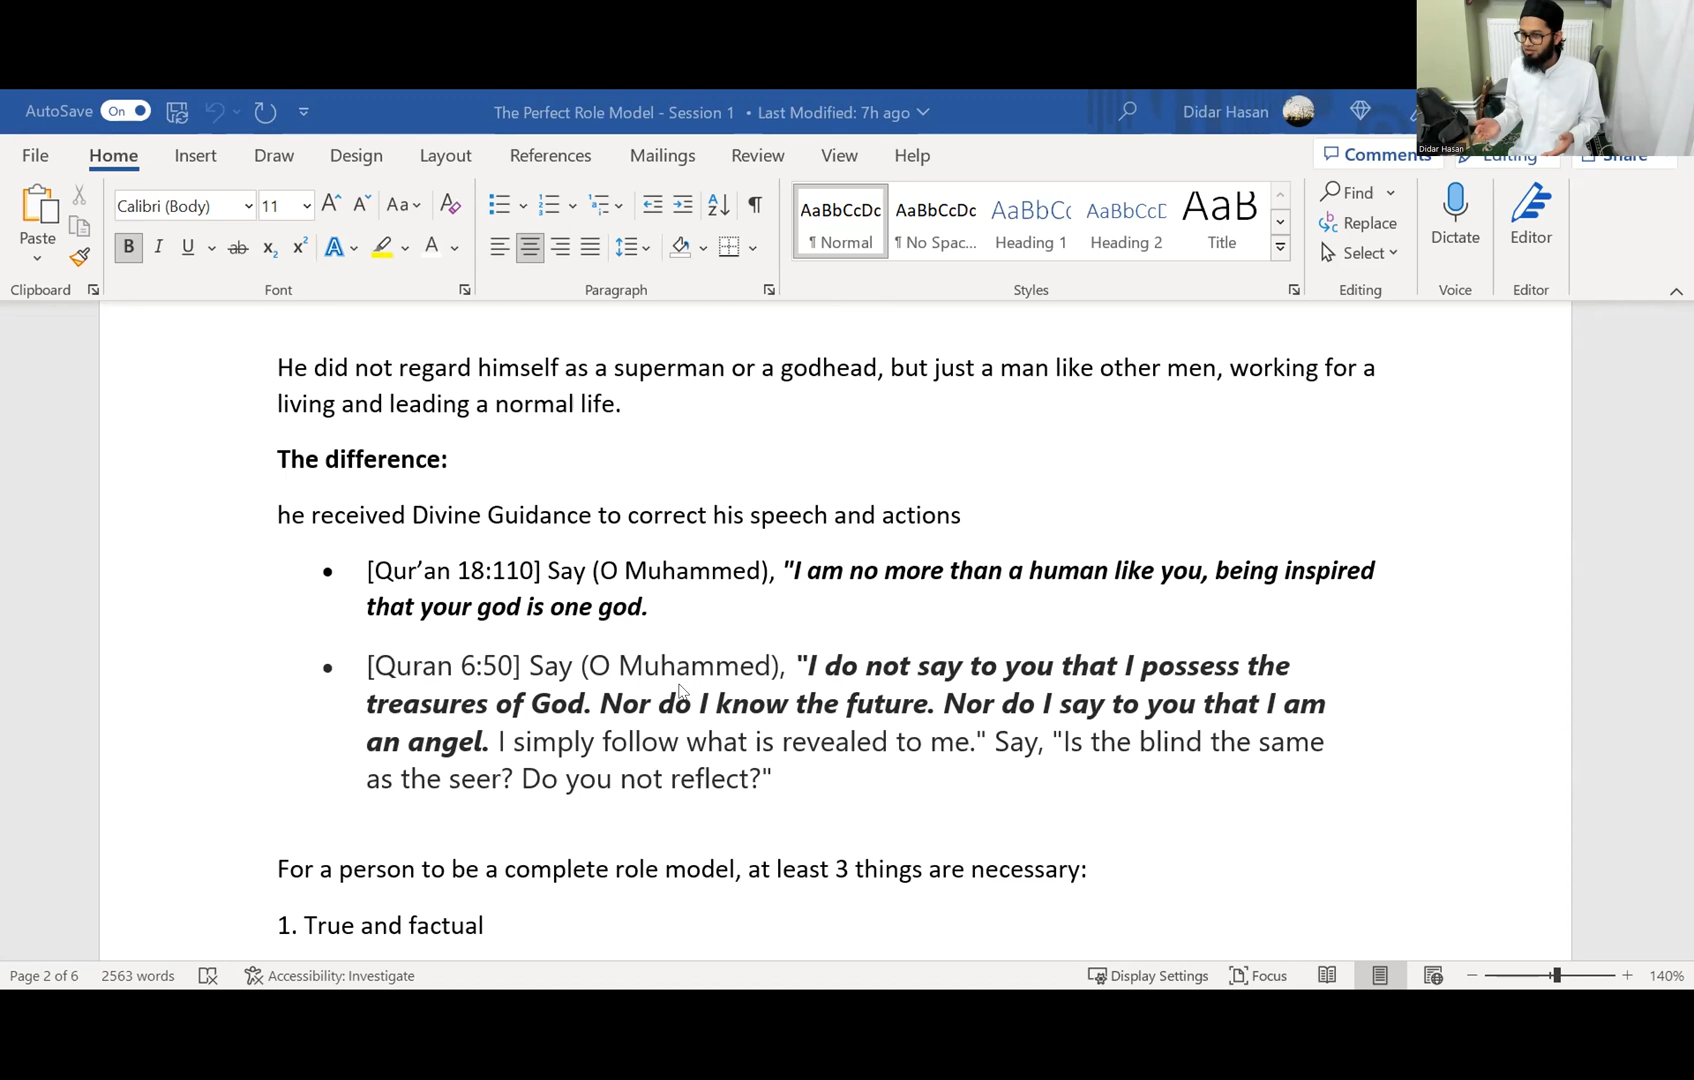 AutoSave On The Perfect Role Model - Session 1 • Last Modified: 7h ago Didar Hasan
Didar Hasan
File Home Insert Draw Design Layout References Mailings Review View Help Comments Editing Share
Calibri (Body) 11 Aa
Paste
B I U ab x₂ x² A A
AaBbCcDc AaBbCcDc AaBbCc AaBbCcD AaB
¶ Normal ¶ No Spac... Heading 1 Heading 2 Title
Find
Replace
Select
Dictate
Editor
Clipboard Font Paragraph Styles Editing Voice Editor
He did not regard himself as a superman or a godhead, but just a man like other men, working for a
living and leading a normal life.
The difference:
he received Divine Guidance to correct his speech and actions
• [Qur’an 18:110] Say (O Muhammed), "I am no more than a human like you, being inspired
that your god is one god.
• [Quran 6:50] Say (O Muhammed), "I do not say to you that I possess the
treasures of God. Nor do I know the future. Nor do I say to you that I am
an angel. I simply follow what is revealed to me." Say, "Is the blind the same
as the seer? Do you not reflect?"
For a person to be a complete role model, at least 3 things are necessary:
1. True and factual
Page 2 of 6 2563 words Accessibility: Investigate Display Settings Focus 140%